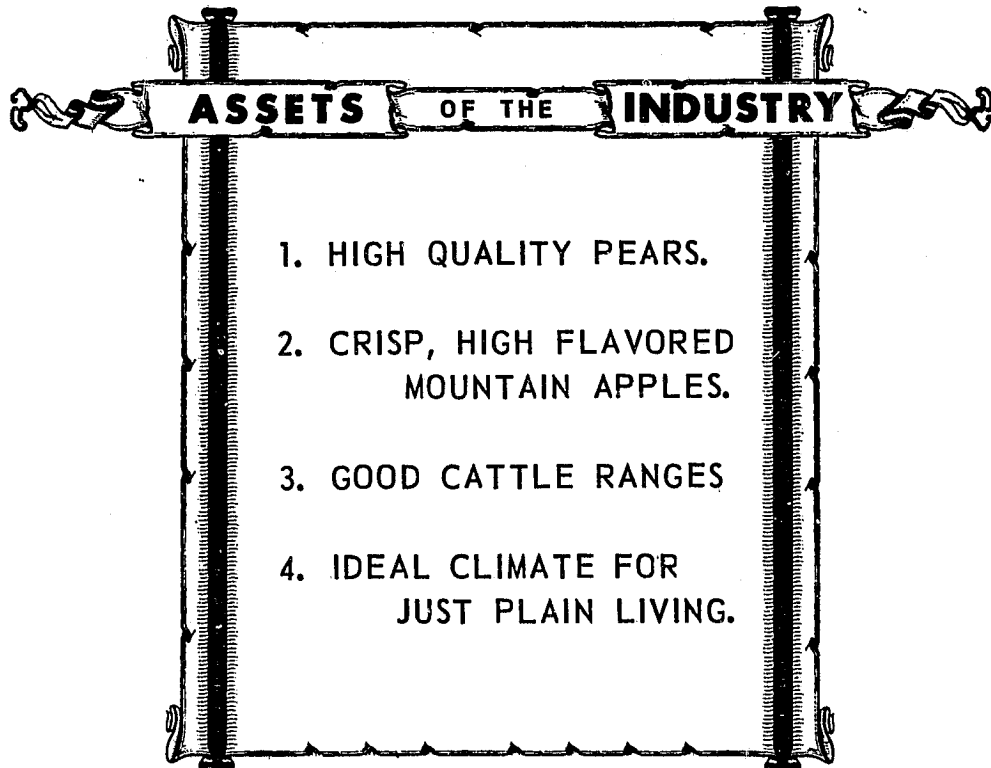 ASSETS OF THE INDUSTRY
1. HIGH QUALITY PEARS.
2. CRISP, HIGH FLAVORED
MOUNTAIN APPLES.
3. GOOD CATTLE RANGES
4. IDEAL CLIMATE FOR
JUST PLAIN LIVING.